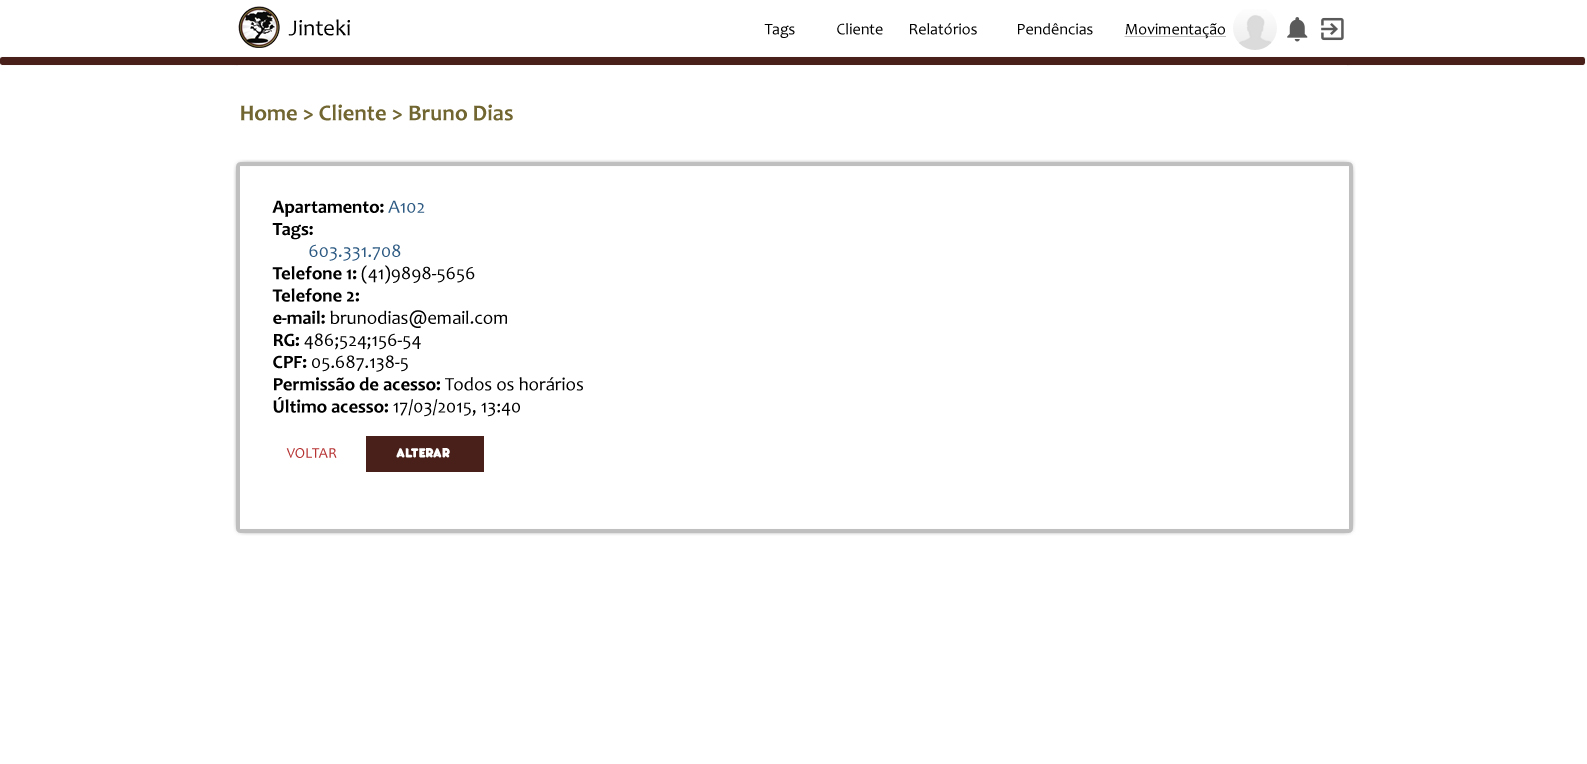 Jinteki
Tags Cliente Relatórios Pendências Movimentação
Home > Cliente > Bruno Dias
Apartamento: A102
Tags:
603.331.708
Telefone 1: (41)9898-5656
Telefone 2:
e-mail: brunodias@email.com
RG: 486;524;156-54
CPF: 05.687.138-5
Permissão de acesso: Todos os horários
Último acesso: 17/03/2015, 13:40
VOLTAR ALTERAR